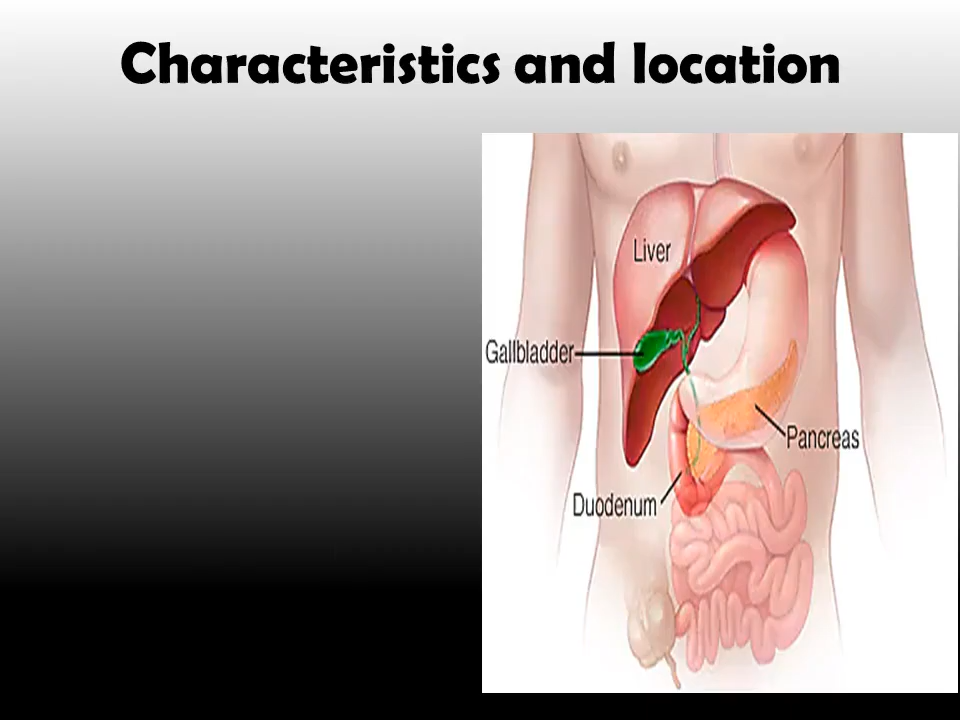 Characteristics and location
Liver
Gallbladder
Pancreas
Duodenum